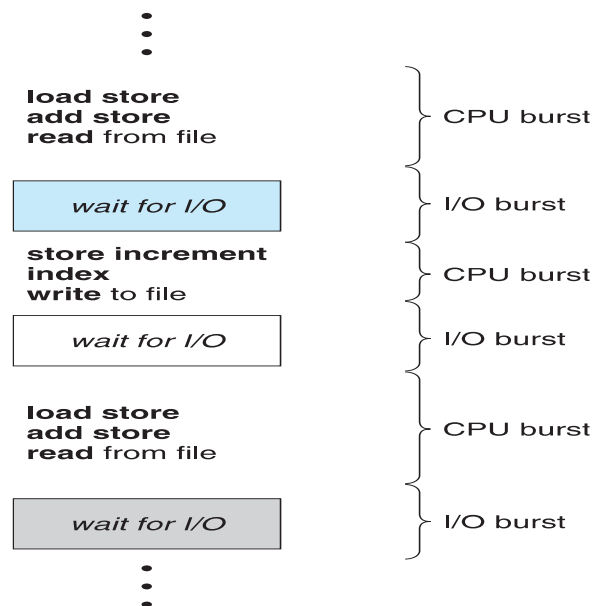 load store
add store
read from file
CPU burst
wait for I/O
I/O burst
store increment
index
write to file
CPU burst
wait for I/O
I/O burst
load store
add store
read from file
CPU burst
wait for I/O
I/O burst